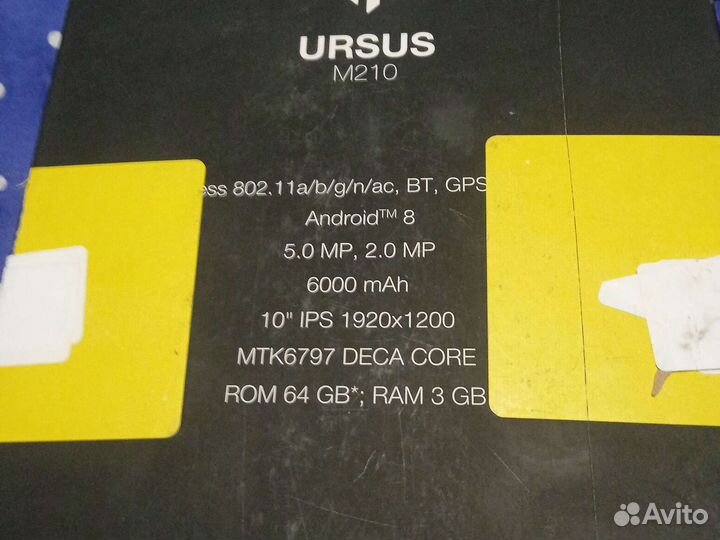 URSUS
M210
802.11a/b/g/n/ac, BT, GPS
Android™ 8
5.0 MP, 2.0 MP
6000 mAh
10" IPS 1920x1200
MTK6797 DECA CORE
ROM 64 GB*; RAM 3 GB
Avito